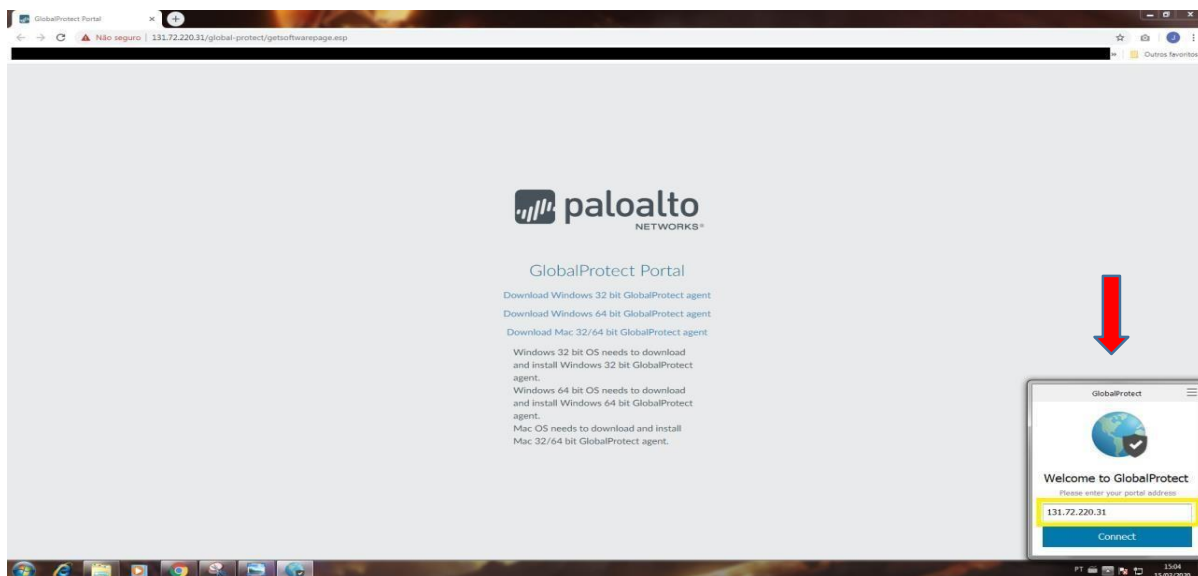 GlobalProtect Portal
Não seguro | 131.72.220.31/global-protect/getsoftwarepage.esp
Outros favoritos
paloalto
NETWORKS®
GlobalProtect Portal
Download Windows 32 bit GlobalProtect agent
Download Windows 64 bit GlobalProtect agent
Download Mac 32/64 bit GlobalProtect agent
Windows 32 bit OS needs to download
and install Windows 32 bit GlobalProtect
agent.
Windows 64 bit OS needs to download
and install Windows 64 bit GlobalProtect
agent.
Mac OS needs to download and install
Mac 32/64 bit GlobalProtect agent.
GlobalProtect
Welcome to GlobalProtect
Please enter your portal address
131.72.220.31
Connect
PT
15:04
15/02/2020